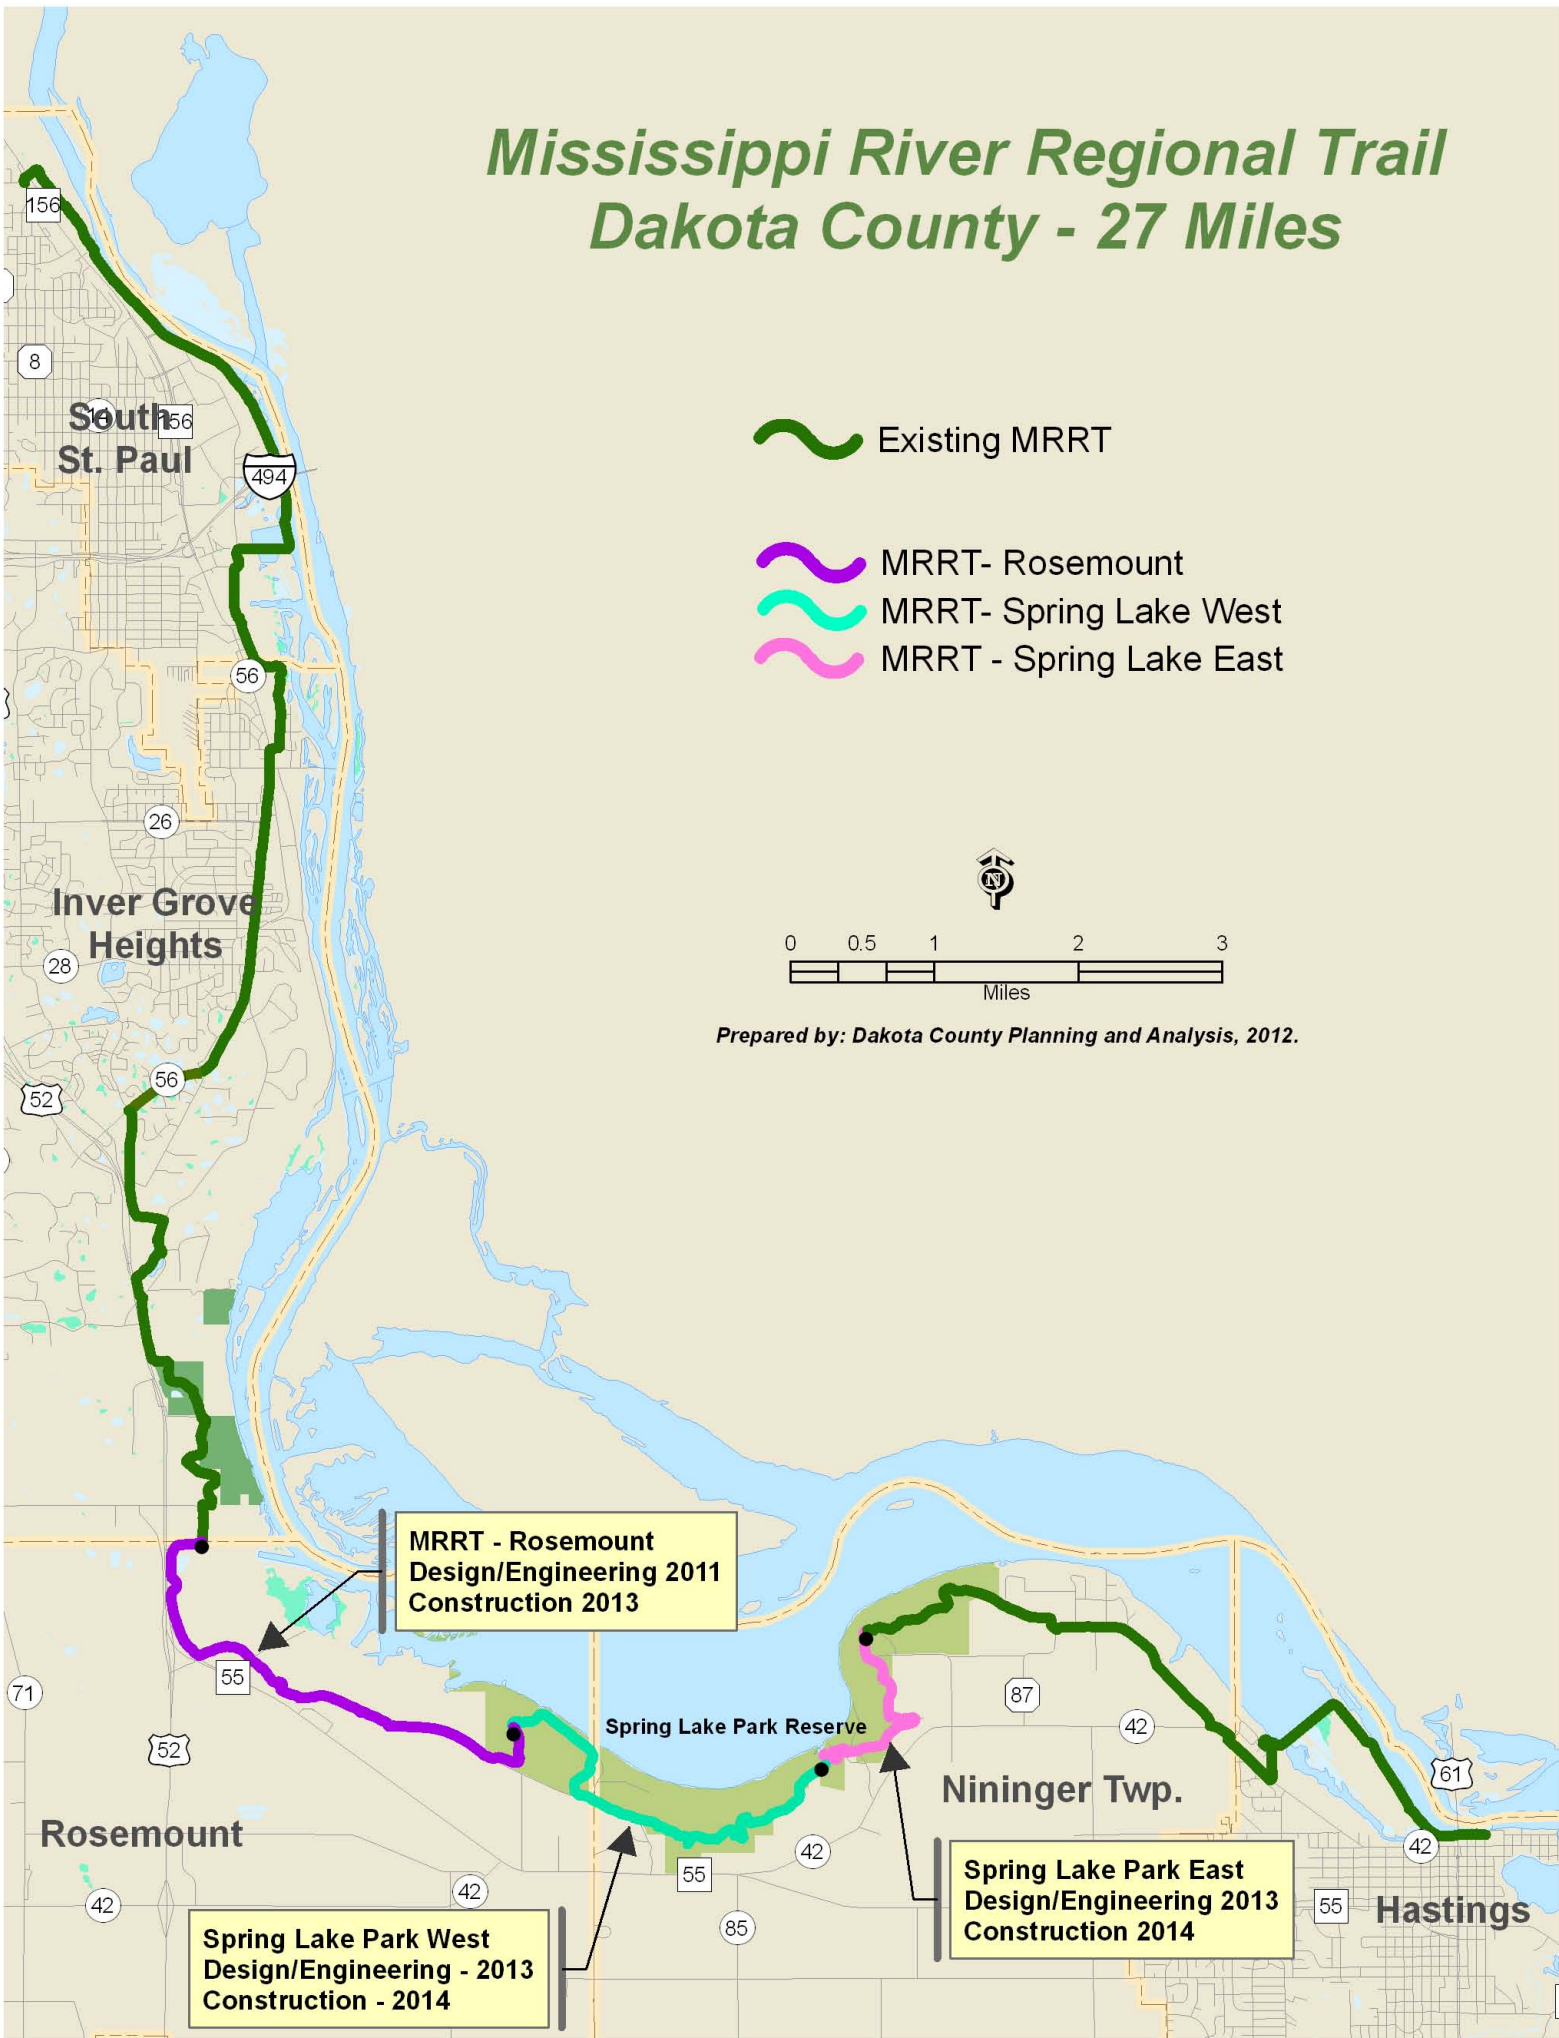 Mississippi River Regional Trail
Dakota County - 27 Miles
156
8
South
St. Paul
14
156
494
Existing MRRT
MRRT- Rosemount
MRRT- Spring Lake West
MRRT - Spring Lake East
56
26
Inver Grove
Heights
28
N
0 0.5 1 2 3
Miles
Prepared by: Dakota County Planning and Analysis, 2012.
56
52
MRRT - Rosemount
Design/Engineering 2011
Construction 2013
55
71
52
Spring Lake Park Reserve
87
42
61
Nininger Twp.
Rosemount
42
42
42
55
42
85
Spring Lake Park East
Design/Engineering 2013
Construction 2014
55
Hastings
Spring Lake Park West
Design/Engineering - 2013
Construction - 2014